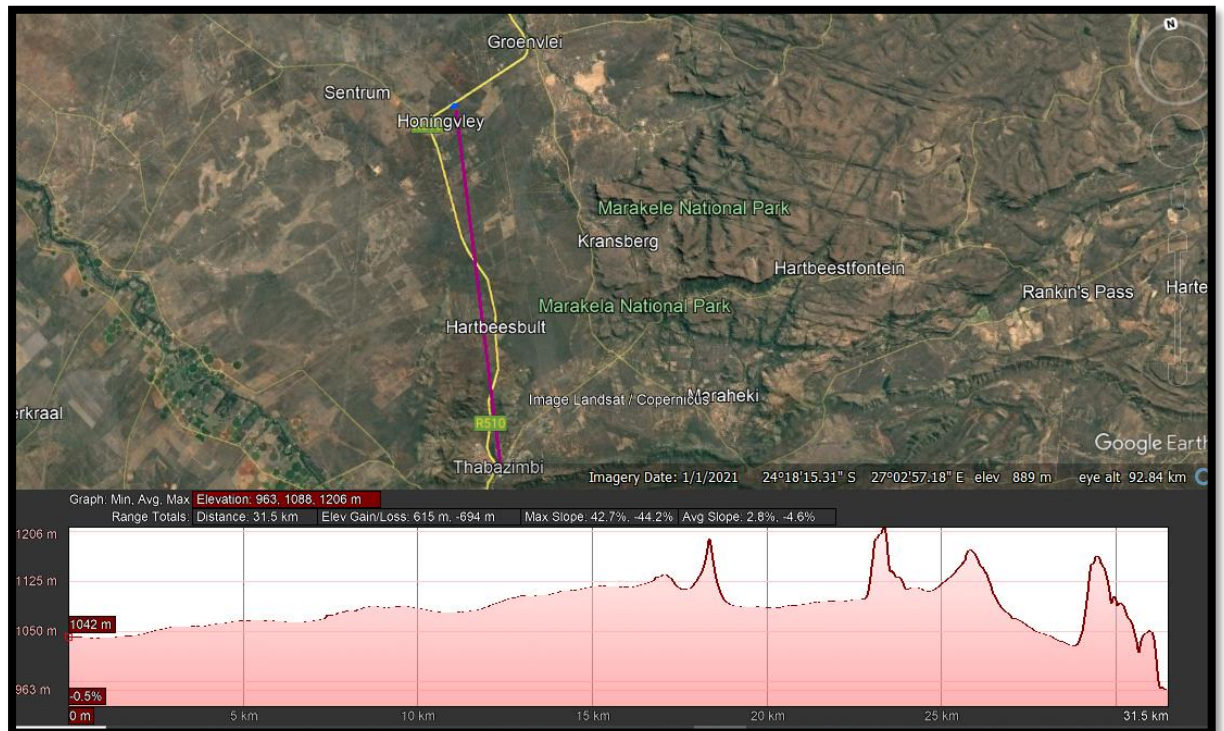 N
Groenvlei
Sentrum
Honingvley
Marakele National Park
Kransberg
Hartbeestfontein
Rankin's Pass
Harte
Marakela National Park
Hartbeesbult
Image Landsat / Copernicus
Maraheki
erkraal
R510
Google Earth
Thabazimbi
Imagery Date: 1/1/2021 24°18'15.31" S 27°02'57.18" E elev 889 m eye alt 92.84 km
Graph: Min, Avg, Max Elevation: 963, 1088, 1206 m
Range Totals: Distance: 31.5 km Elev Gain/Loss: 615 m, -694 m Max Slope: 42.7%, -44.2% Avg Slope: 2.8%, -4.6%
1206 m
1125 m
1042 m
1050 m
963 m
-0.5%
0 m 5 km 10 km 15 km 20 km 25 km 31.5 km